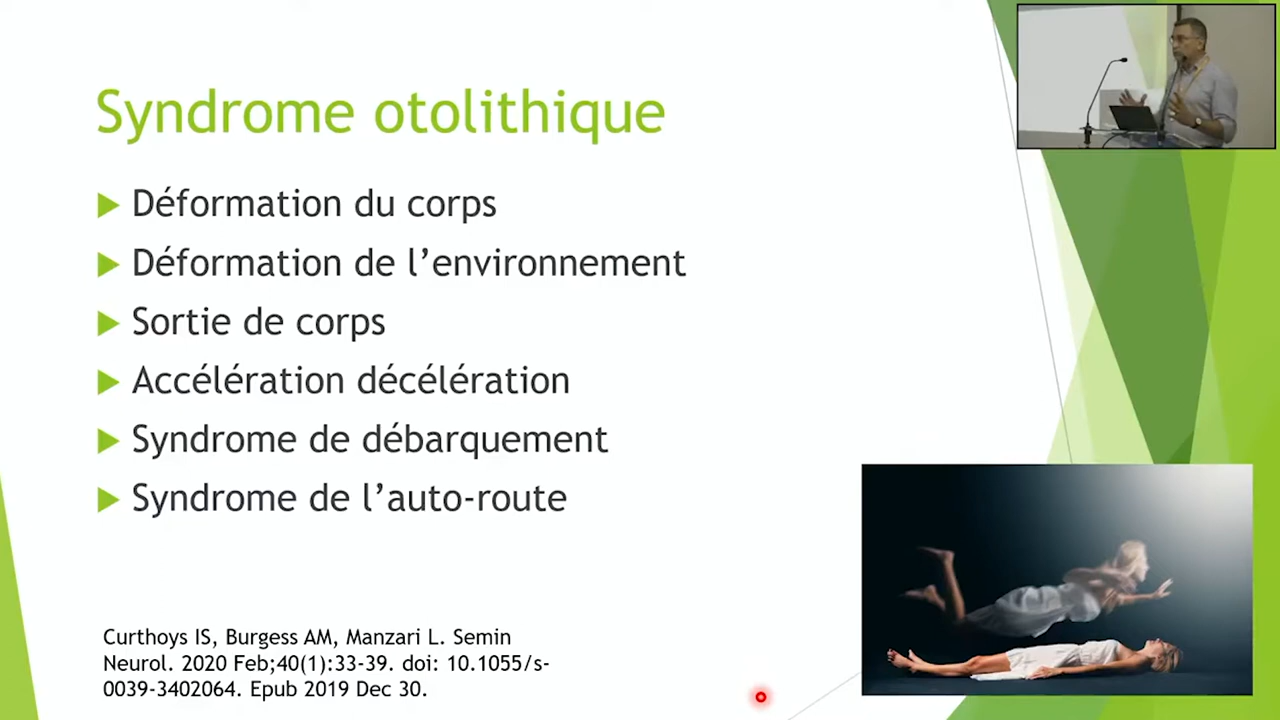 Syndrome otolithique
Déformation du corps
Déformation de l’environnement
Sortie de corps
Accélération décélération
Syndrome de débarquement
Syndrome de l’auto-route
Curthoys IS, Burgess AM, Manzari L. Semin
Neurol. 2020 Feb;40(1):33-39. doi: 10.1055/s-
0039-3402064. Epub 2019 Dec 30.